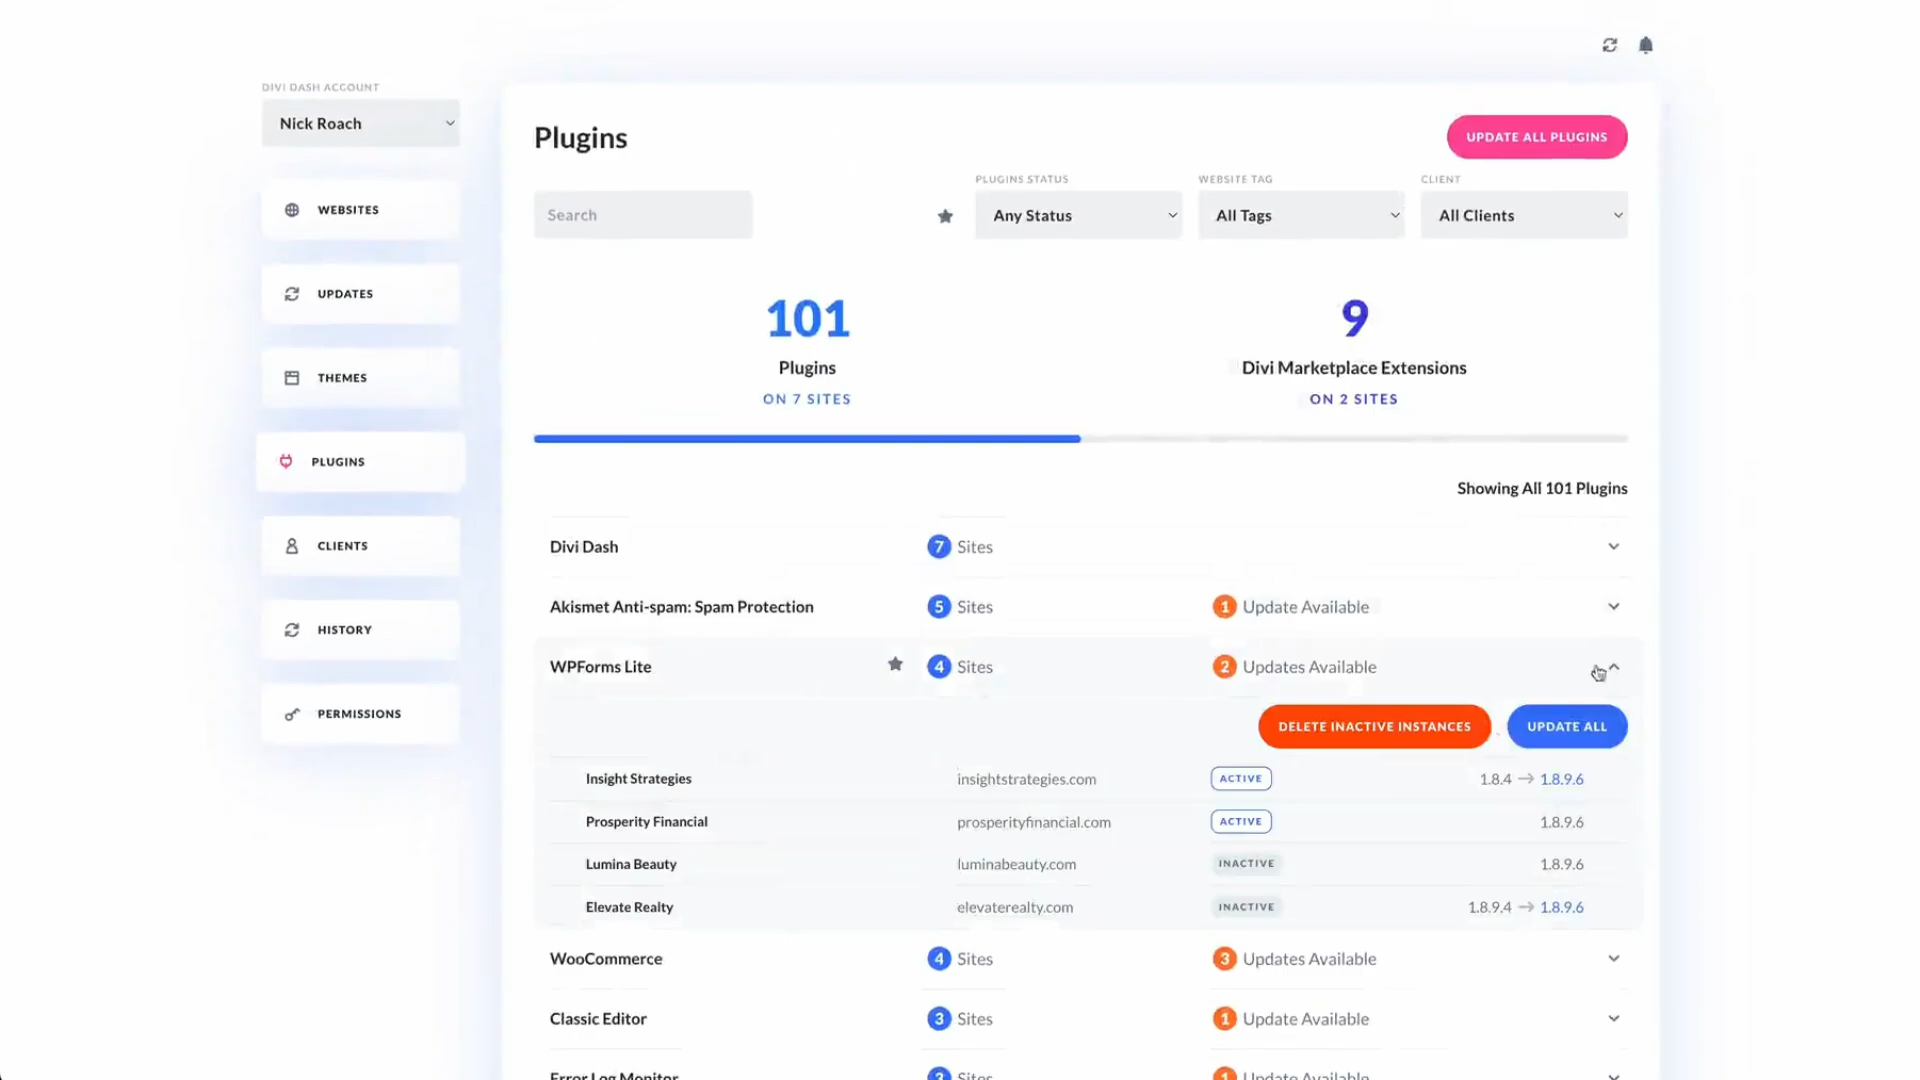 DIVI DASH ACCOUNT
Nick Roach
WEBSITES
UPDATES
THEMES
PLUGINS
CLIENTS
HISTORY
PERMISSIONS
Plugins
UPDATE ALL PLUGINS
Search
PLUGINS STATUS
Any Status
WEBSITE TAG
All Tags
CLIENT
All Clients
101
Plugins
ON 7 SITES
9
Divi Marketplace Extensions
ON 2 SITES
Showing All 101 Plugins
Divi Dash 7 Sites
Akismet Anti-spam: Spam Protection 5 Sites 1 Update Available
WPForms Lite 4 Sites 2 Updates Available
DELETE INACTIVE INSTANCES UPDATE ALL
Insight Strategies insightstrategies.com ACTIVE 1.8.4 → 1.8.9.6
Prosperity Financial prosperityfinancial.com ACTIVE 1.8.9.6
Lumina Beauty luminabeauty.com INACTIVE 1.8.9.6
Elevate Realty elevaterealty.com INACTIVE 1.8.9.4 → 1.8.9.6
WooCommerce 4 Sites 3 Updates Available
Classic Editor 3 Sites 1 Update Available
Error Log Monitor Sites 1 Update Available